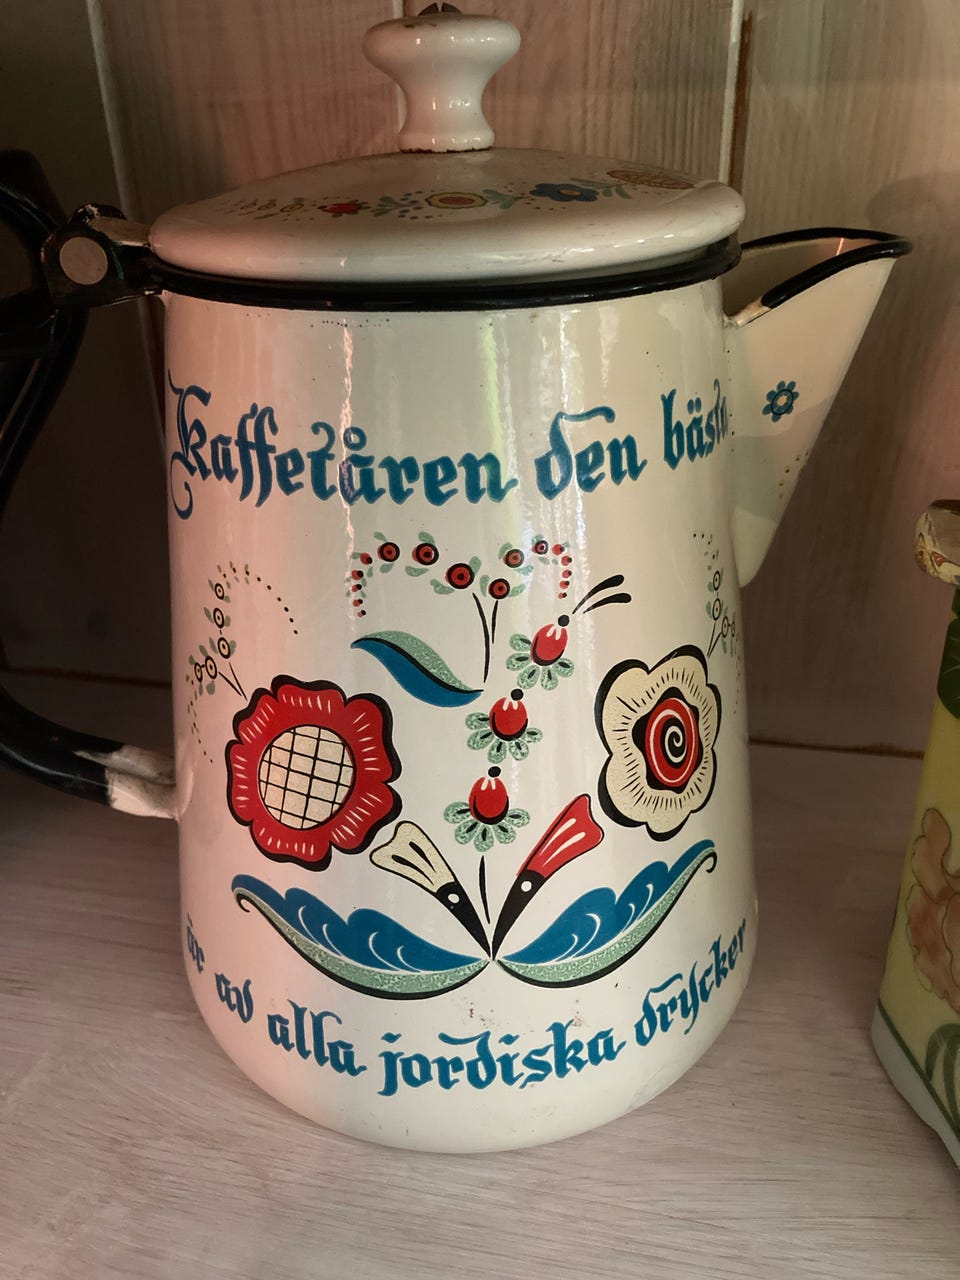 Kaffetåren den bästa
är av alla jordiska drycker